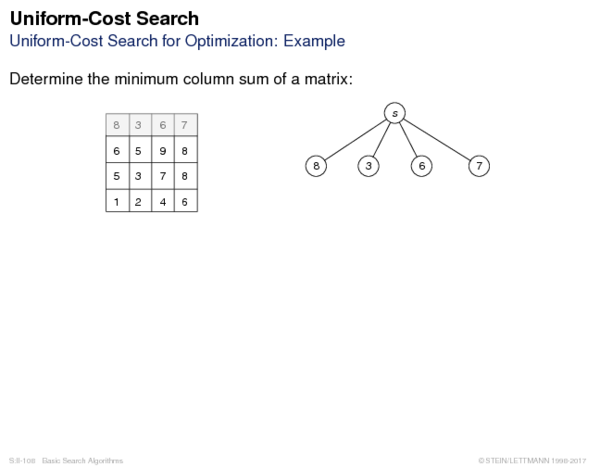 Uniform-Cost Search
Uniform-Cost Search for Optimization: Example
Determine the minimum column sum of a matrix:
s
8 3 6 7
6 5 9 8
5 3 7 8
1 2 4 6
8 3 6 7
S:II-108 Basic Search Algorithms
© STEIN/LETTMANN 1998-2017